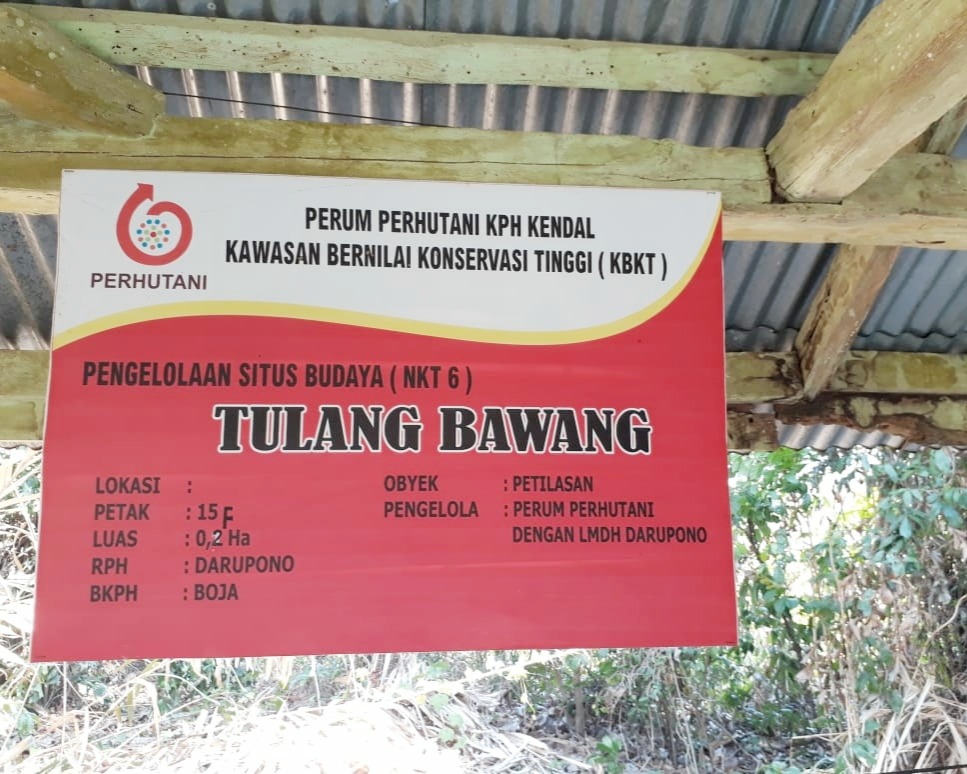 PERHUTANI
PERUM PERHUTANI KPH KENDAL
KAWASAN BERNILAI KONSERVASI TINGGI ( KBKT )
PENGELOLAAN SITUS BUDAYA ( NKT 6 )
TULANG BAWANG
LOKASI :
PETAK : 15 F
LUAS : 0,2 Ha
RPH : DARUPONO
BKPH : BOJA
OBYEK : PETILASAN
PENGELOLA : PERUM PERHUTANI
DENGAN LMDH DARUPONO